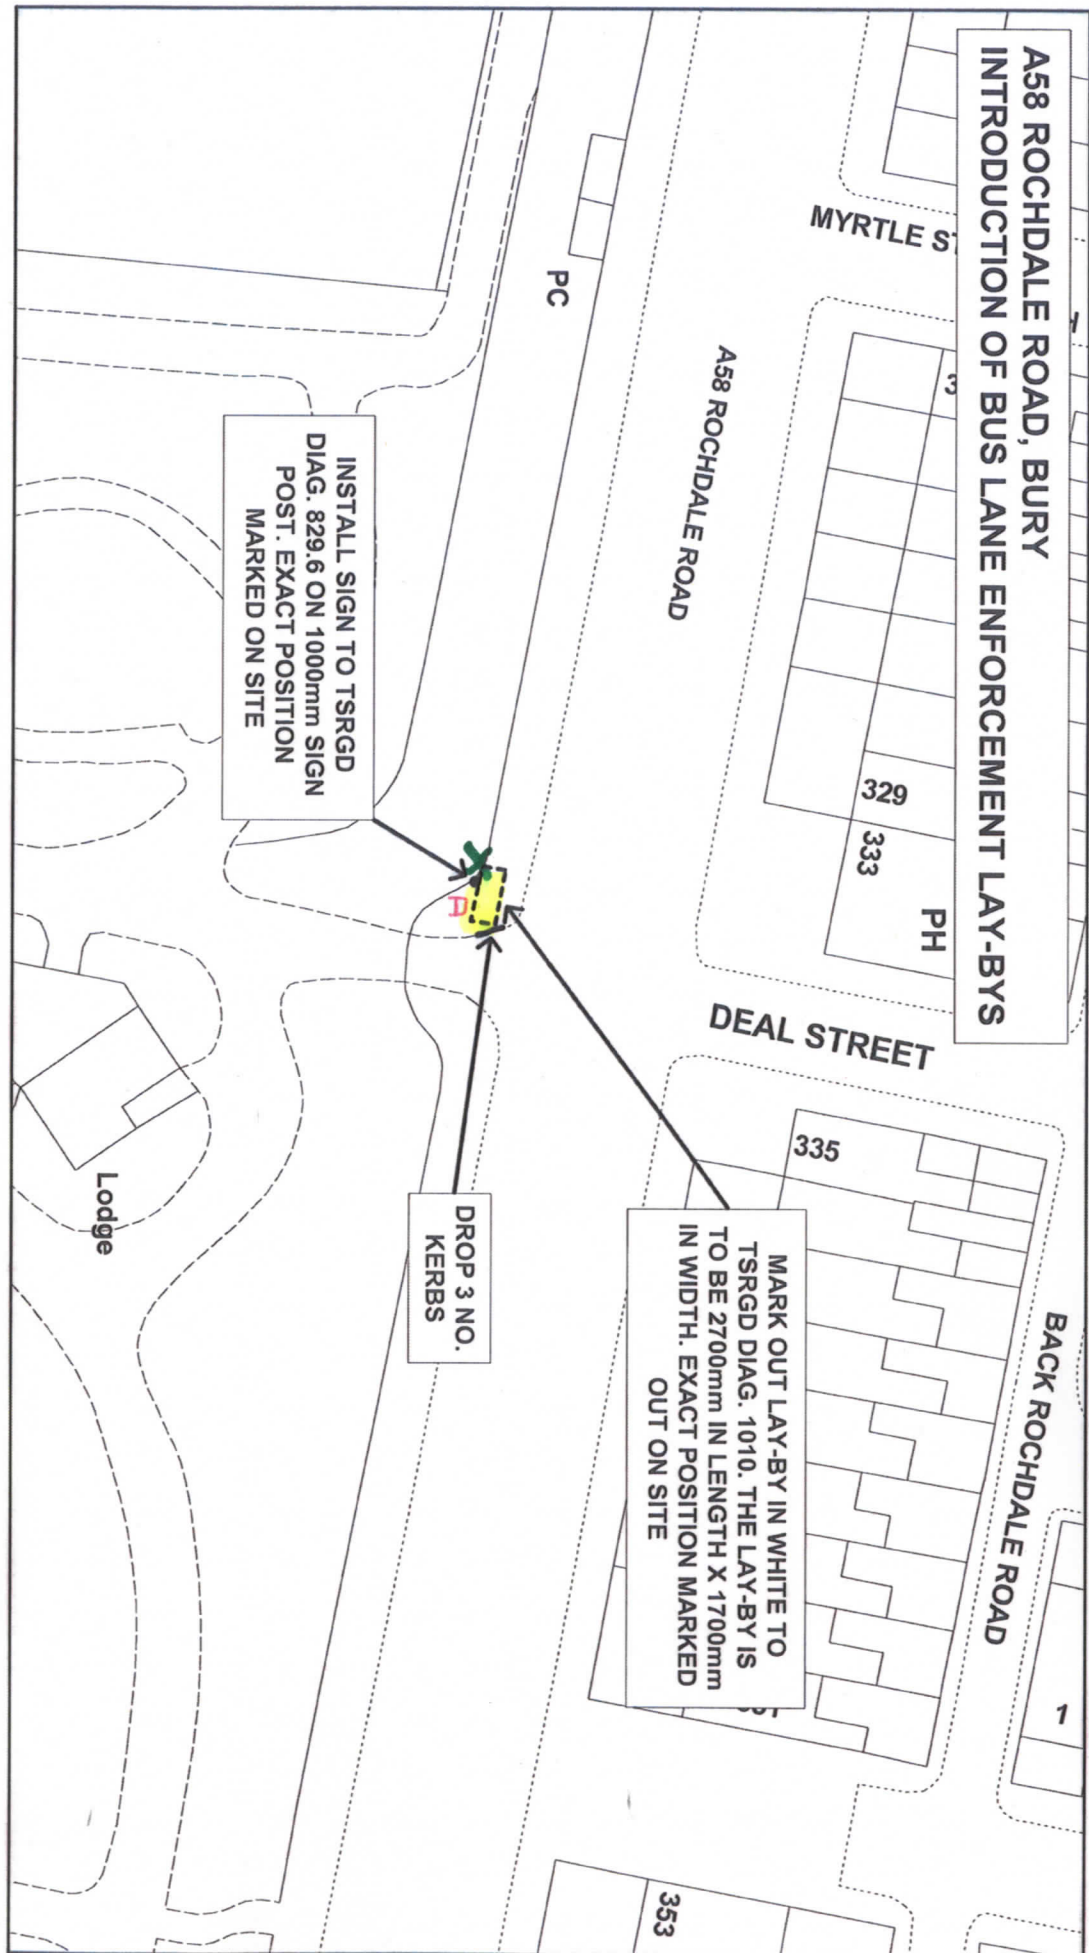 A58 ROCHDALE ROAD, BURY
INTRODUCTION OF BUS LANE ENFORCEMENT LAY-BYS
MYRTLE
PC
A58 ROCHDALE ROAD
329
333
PH
DEAL STREET
335
BACK ROCHDALE ROAD
1
353
INSTALL SIGN TO TSRGD
DIAG. 829.6 ON 1000mm SIGN
POST. EXACT POSITION
MARKED ON SITE
D
MARK OUT LAY-BY IN WHITE TO
TSRGD DIAG. 1010. THE LAY-BY IS
TO BE 2700mm IN LENGTH X 1700mm
IN WIDTH. EXACT POSITION MARKED
OUT ON SITE
DROP 3 NO.
KERBS
Lodge